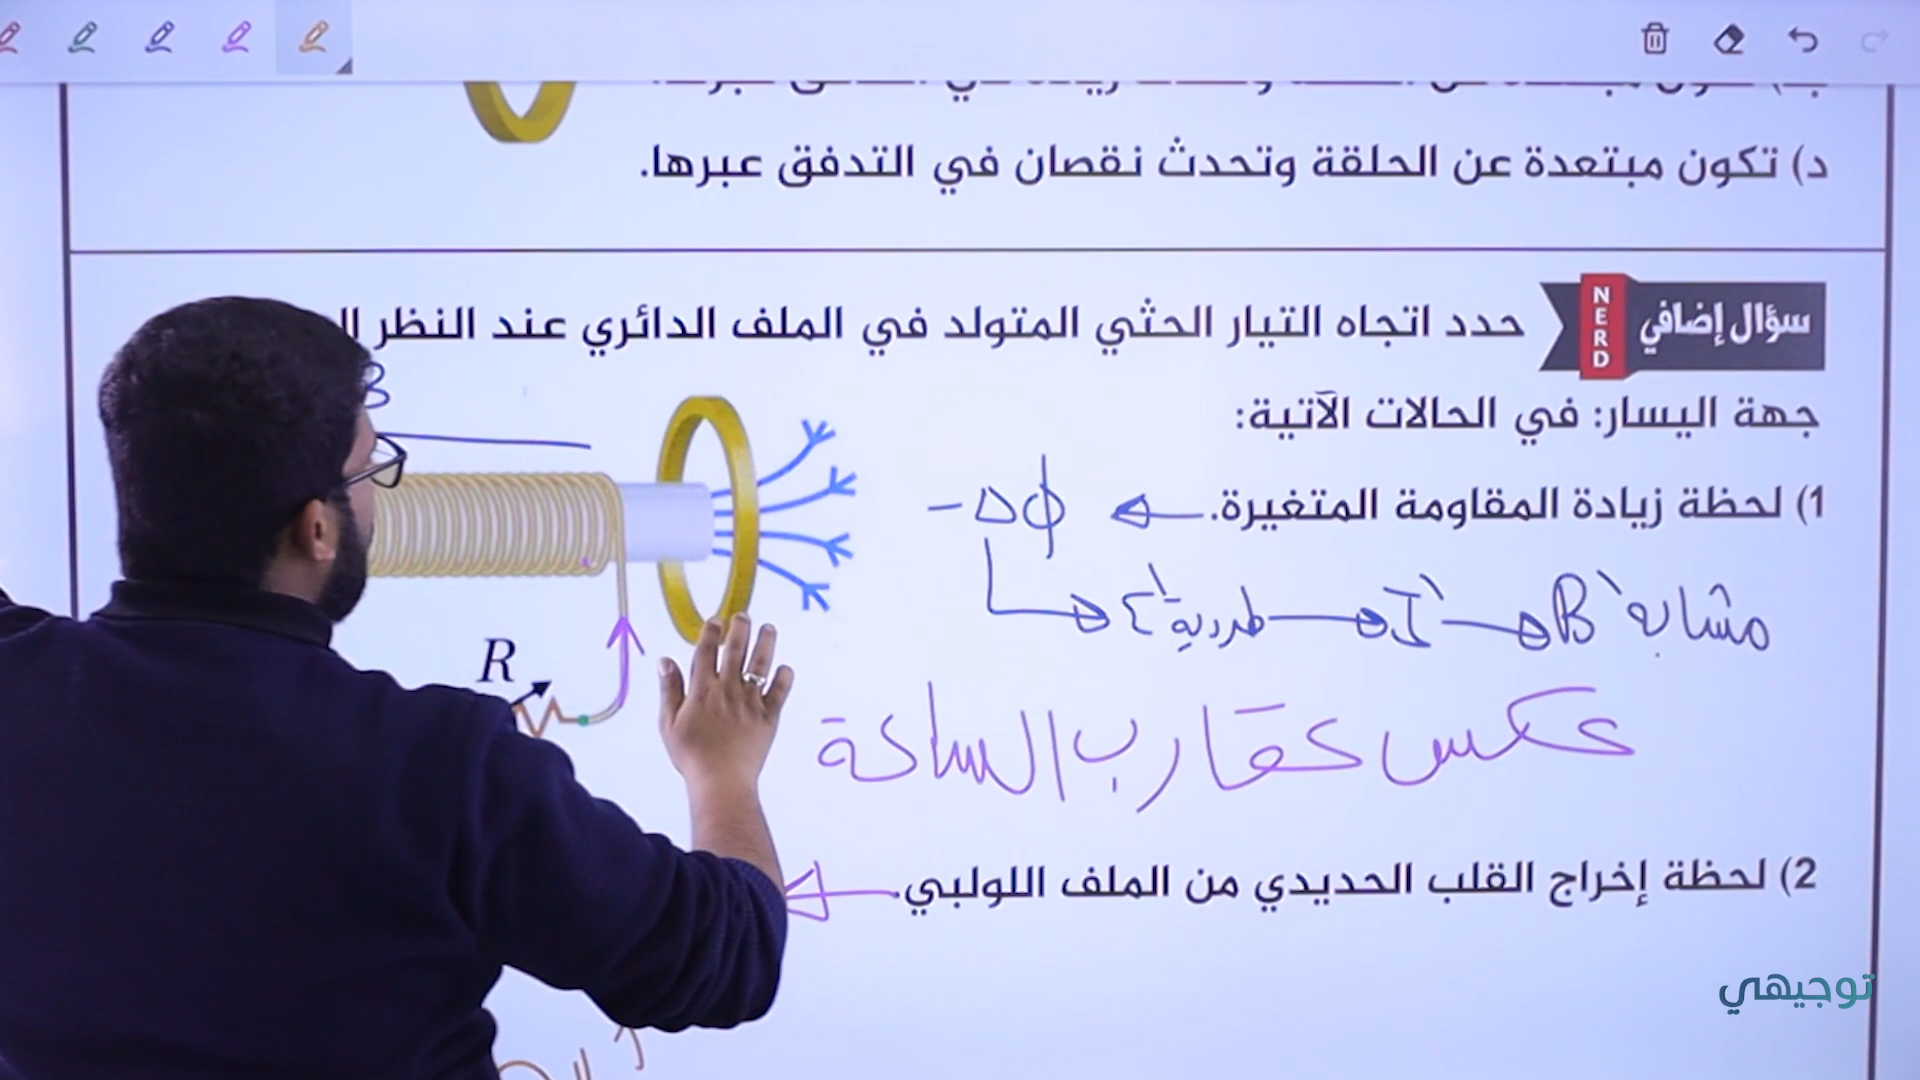 د) تكون مبتعدة عن الحلقة وتحدث نقصان في التدفق عبرها.
سؤال إضافي NERD حدد اتجاه التيار الحثي المتولد في الملف الدائري عند النظر
جهة اليسار: في الحالات الآتية:
B
1) لحظة زيادة المقاومة المتغيرة. ← -Δϕ
ε` طردية → I` → B` مشابه
R
عكس عقارب الساعة
2) لحظة إخراج القلب الحديدي من الملف اللولبي.
توجيهي